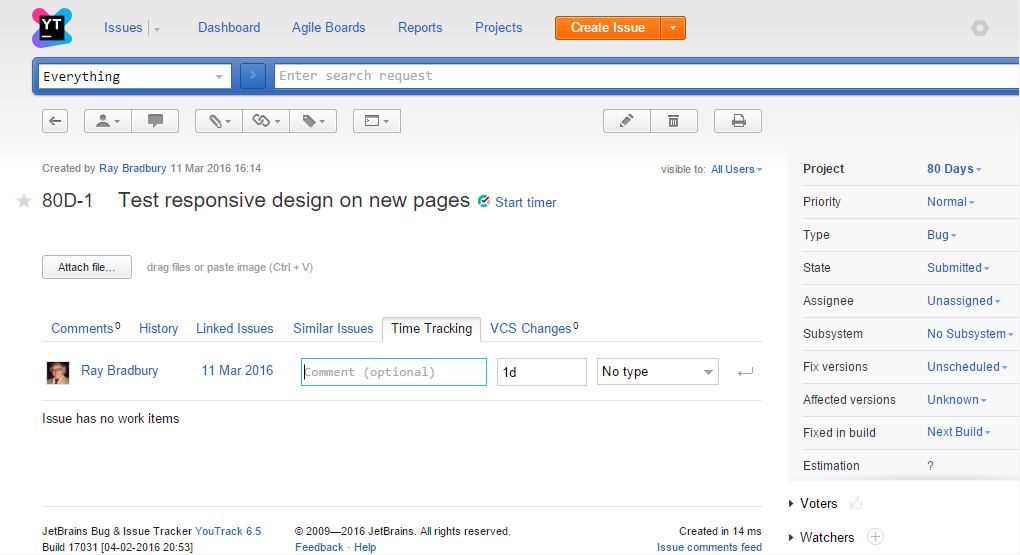 YT
Issues Dashboard Agile Boards Reports Projects Create Issue
Everything Enter search request
Created by Ray Bradbury 11 Mar 2016 16:14 visible to: All Users
80D-1 Test responsive design on new pages Start timer
Attach file... drag files or paste image (Ctrl + V)
Comments 0 History Linked Issues Similar Issues Time Tracking VCS Changes 0
Ray Bradbury 11 Mar 2016 Comment (optional) 1d No type
Issue has no work items
Project 80 Days
Priority Normal
Type Bug
State Submitted
Assignee Unassigned
Subsystem No Subsystem
Fix versions Unscheduled
Affected versions Unknown
Fixed in build Next Build
Estimation ?
Voters
Watchers
JetBrains Bug & Issue Tracker YouTrack 6.5 © 2009—2016 JetBrains. All rights reserved. Created in 14 ms
Build 17031 [04-02-2016 20:53] Feedback · Help Issue comments feed